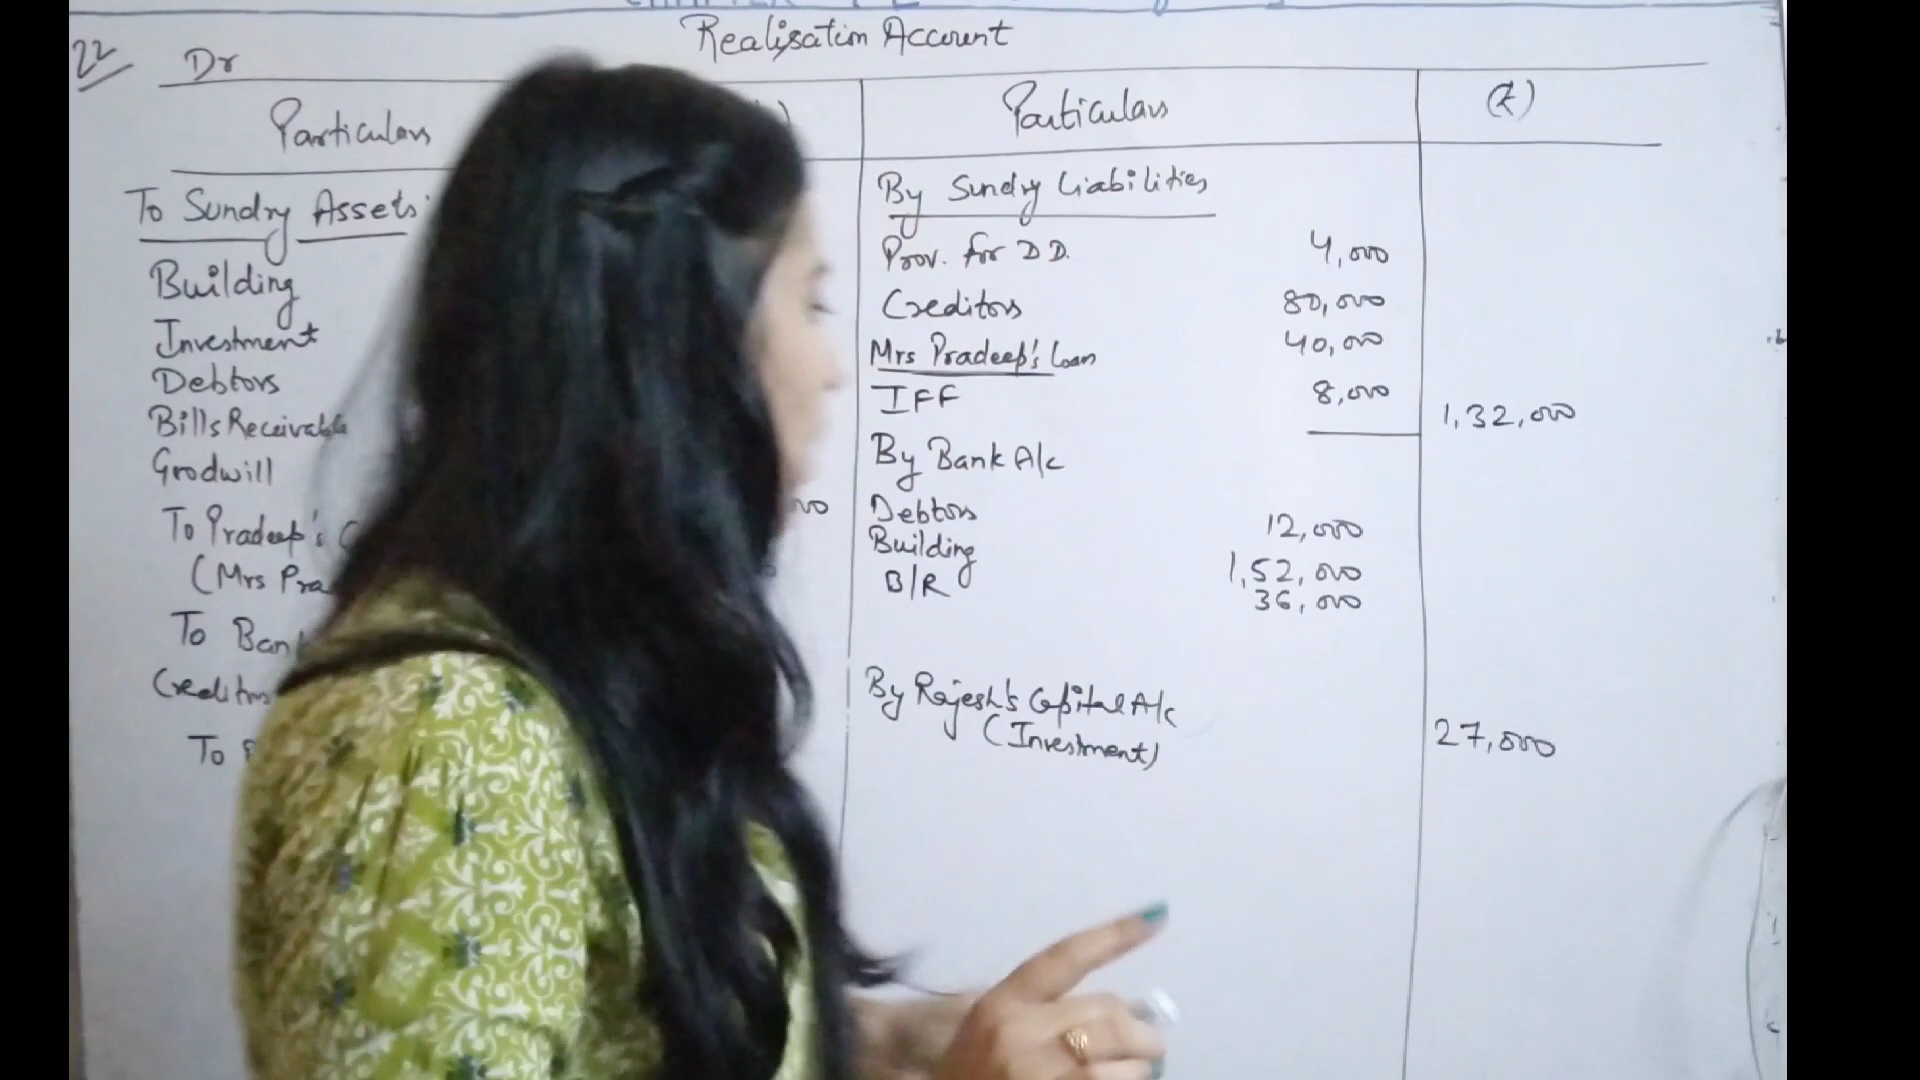 Realisation Account
22
Dr
Particulars
To Sundry Assets
Building
Investment
Debtors
Bills Receivable
Goodwill
To Pradeep's
(Mrs
To
Creditors
To
Particulars (₹)
By Sundry Liabilities
Prov. for D D. 4,000
Creditors 80,000
Mrs Pradeep's Loan 40,000
IFF 8,000 1,32,000
By Bank A/c
Debtors 12,000
Building 1,52,000
B/R 36,000
By Rajesh's Capital A/c
(Investment) 27,000